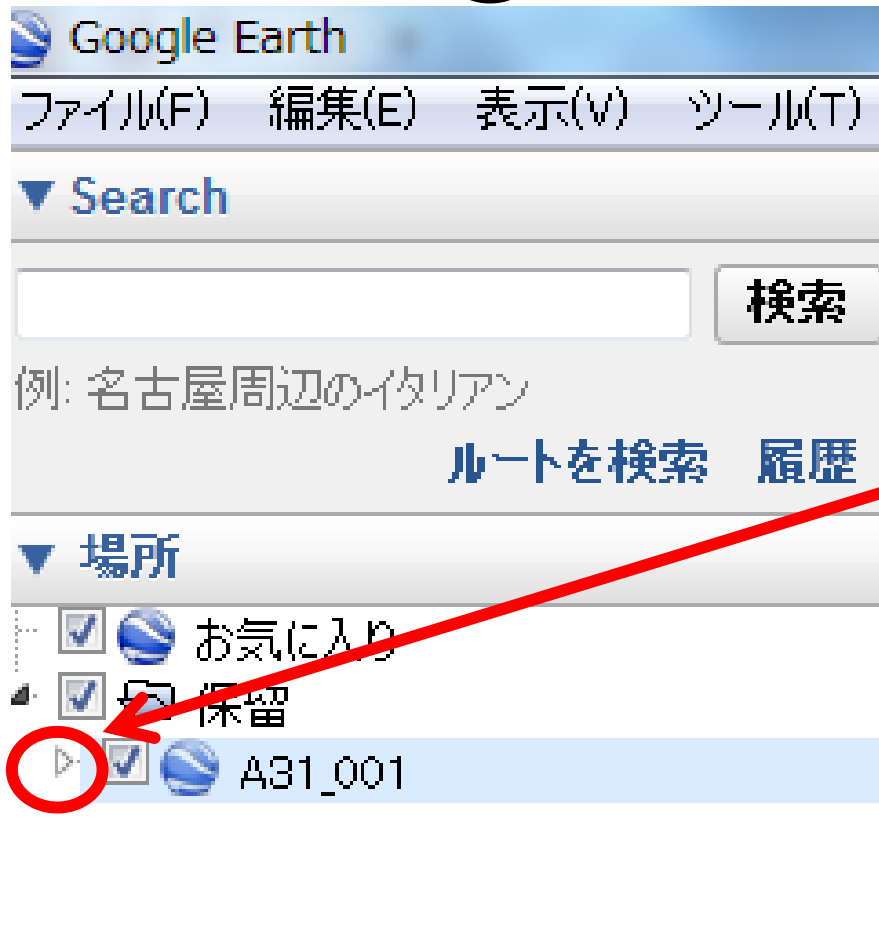 Google Earth
ファイル(F) 編集(E) 表示(V) ツール(T)
▼ Search
検索
例: 名古屋周辺のイタリアン
ルートを検索 履歴
▼ 場所
お気に入り
保留
A31_001